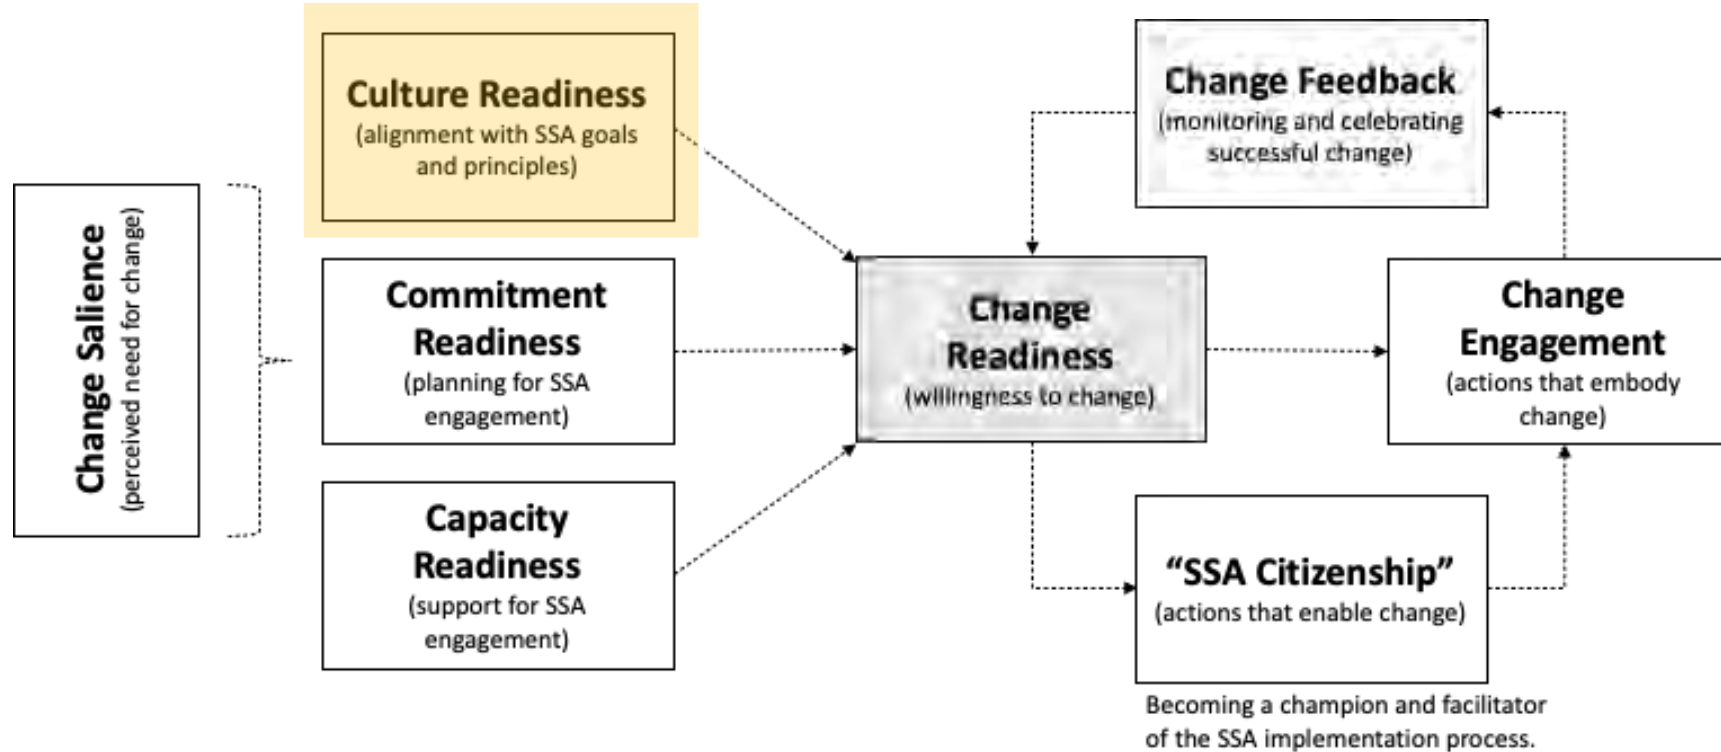 Change Salience
(perceived need for change)
Culture Readiness
(alignment with SSA goals
and principles)
Commitment
Readiness
(planning for SSA
engagement)
Capacity
Readiness
(support for SSA
engagement)
Change
Readiness
(willingness to change)
Change Feedback
(monitoring and celebrating
successful change)
Change
Engagement
(actions that embody
change)
“SSA Citizenship”
(actions that enable change)
Becoming a champion and facilitator
of the SSA implementation process.